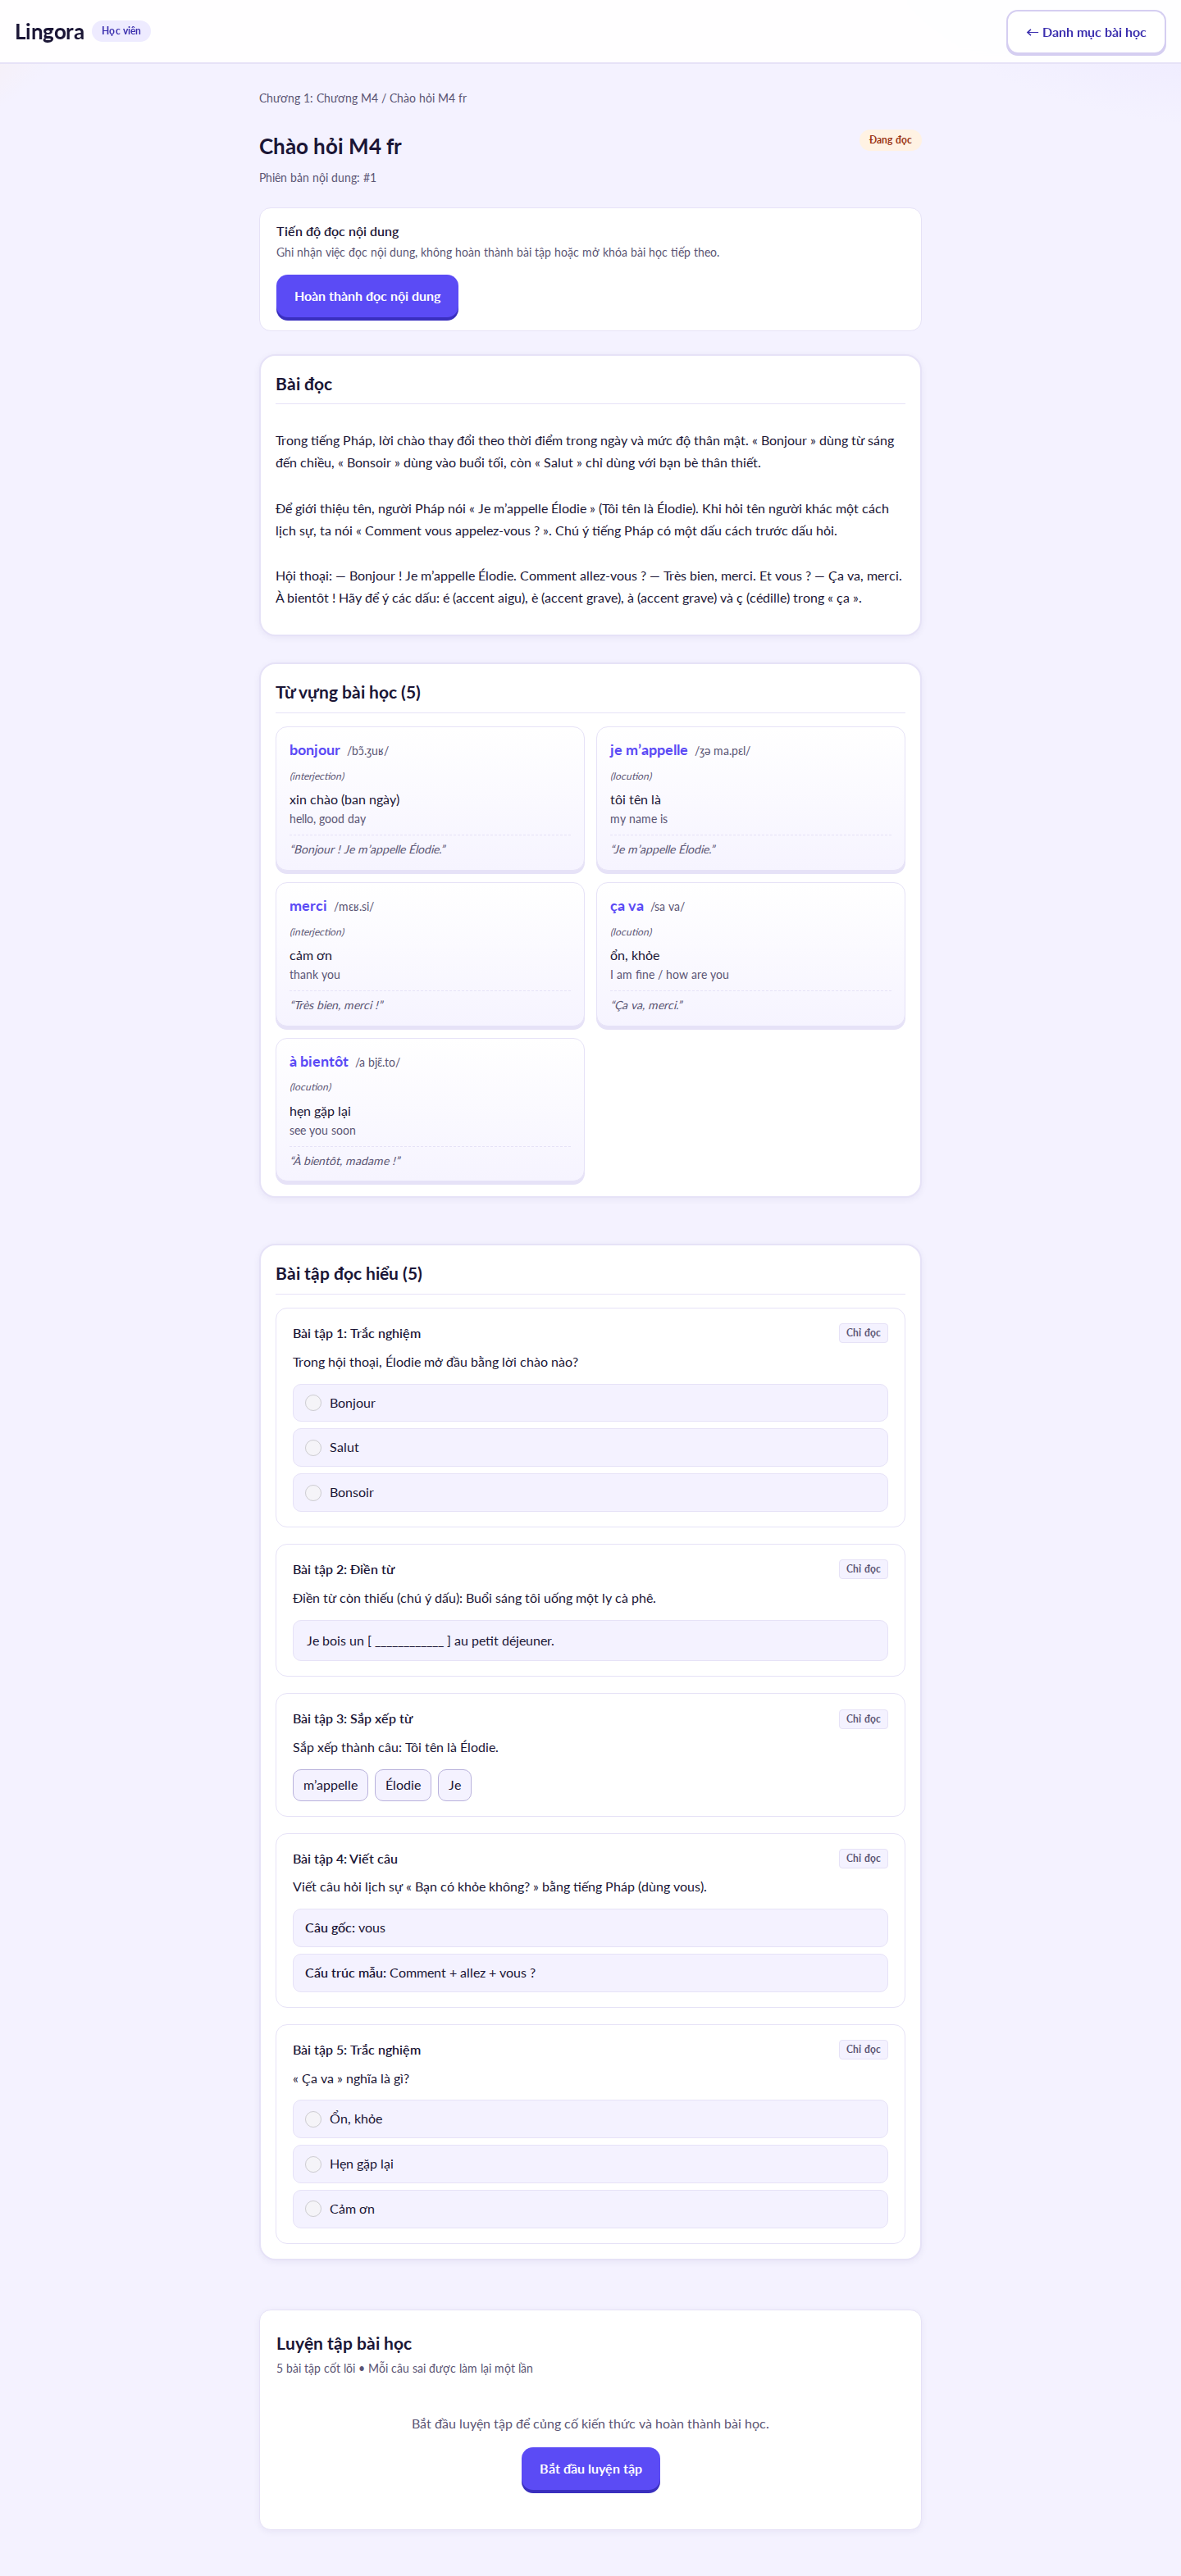 Lingora Học viên
← Danh mục bài học
Chương 1: Chương M4 / Chào hỏi M4 fr
Chào hỏi M4 fr
Đang đọc
Phiên bản nội dung: #1
Tiến độ đọc nội dung
Ghi nhận việc đọc nội dung, không hoàn thành bài tập hoặc mở khóa bài học tiếp theo.
Hoàn thành đọc nội dung
Bài đọc
Trong tiếng Pháp, lời chào thay đổi theo thời điểm trong ngày và mức độ thân mật. « Bonjour » dùng từ sáng
đến chiều, « Bonsoir » dùng vào buổi tối, còn « Salut » chỉ dùng với bạn bè thân thiết.
Để giới thiệu tên, người Pháp nói « Je m’appelle Élodie » (Tôi tên là Élodie). Khi hỏi tên người khác một cách
lịch sự, ta nói « Comment vous appelez-vous ? ». Chú ý tiếng Pháp có một dấu cách trước dấu hỏi.
Hội thoại: — Bonjour ! Je m’appelle Élodie. Comment allez-vous ? — Très bien, merci. Et vous ? — Ça va, merci.
À bientôt ! Hãy để ý các dấu: é (accent aigu), è (accent grave), à (accent grave) và ç (cédille) trong « ça ».
Từ vựng bài học (5)
bonjour /bɔ̃.ʒuʁ/
(interjection)
xin chào (ban ngày)
hello, good day
“Bonjour ! Je m’appelle Élodie.”
je m’appelle /ʒə ma.pɛl/
(locution)
tôi tên là
my name is
“Je m’appelle Élodie.”
merci /mɛʁ.si/
(interjection)
cảm ơn
thank you
“Très bien, merci !”
ça va /sa va/
(locution)
ổn, khỏe
I am fine / how are you
“Ça va, merci.”
à bientôt /a bjɛ̃.to/
(locution)
hẹn gặp lại
see you soon
“À bientôt, madame !”
Bài tập đọc hiểu (5)
Bài tập 1: Trắc nghiệm
Chỉ đọc
Trong hội thoại, Élodie mở đầu bằng lời chào nào?
Bonjour
Salut
Bonsoir
Bài tập 2: Điền từ
Chỉ đọc
Điền từ còn thiếu (chú ý dấu): Buổi sáng tôi uống một ly cà phê.
Je bois un [ ____________ ] au petit déjeuner.
Bài tập 3: Sắp xếp từ
Chỉ đọc
Sắp xếp thành câu: Tôi tên là Élodie.
m’appelle Élodie Je
Bài tập 4: Viết câu
Chỉ đọc
Viết câu hỏi lịch sự « Bạn có khỏe không? » bằng tiếng Pháp (dùng vous).
Câu gốc: vous
Cấu trúc mẫu: Comment + allez + vous ?
Bài tập 5: Trắc nghiệm
Chỉ đọc
« Ça va » nghĩa là gì?
Ổn, khỏe
Hẹn gặp lại
Cảm ơn
Luyện tập bài học
5 bài tập cốt lõi • Mỗi câu sai được làm lại một lần
Bắt đầu luyện tập để củng cố kiến thức và hoàn thành bài học.
Bắt đầu luyện tập